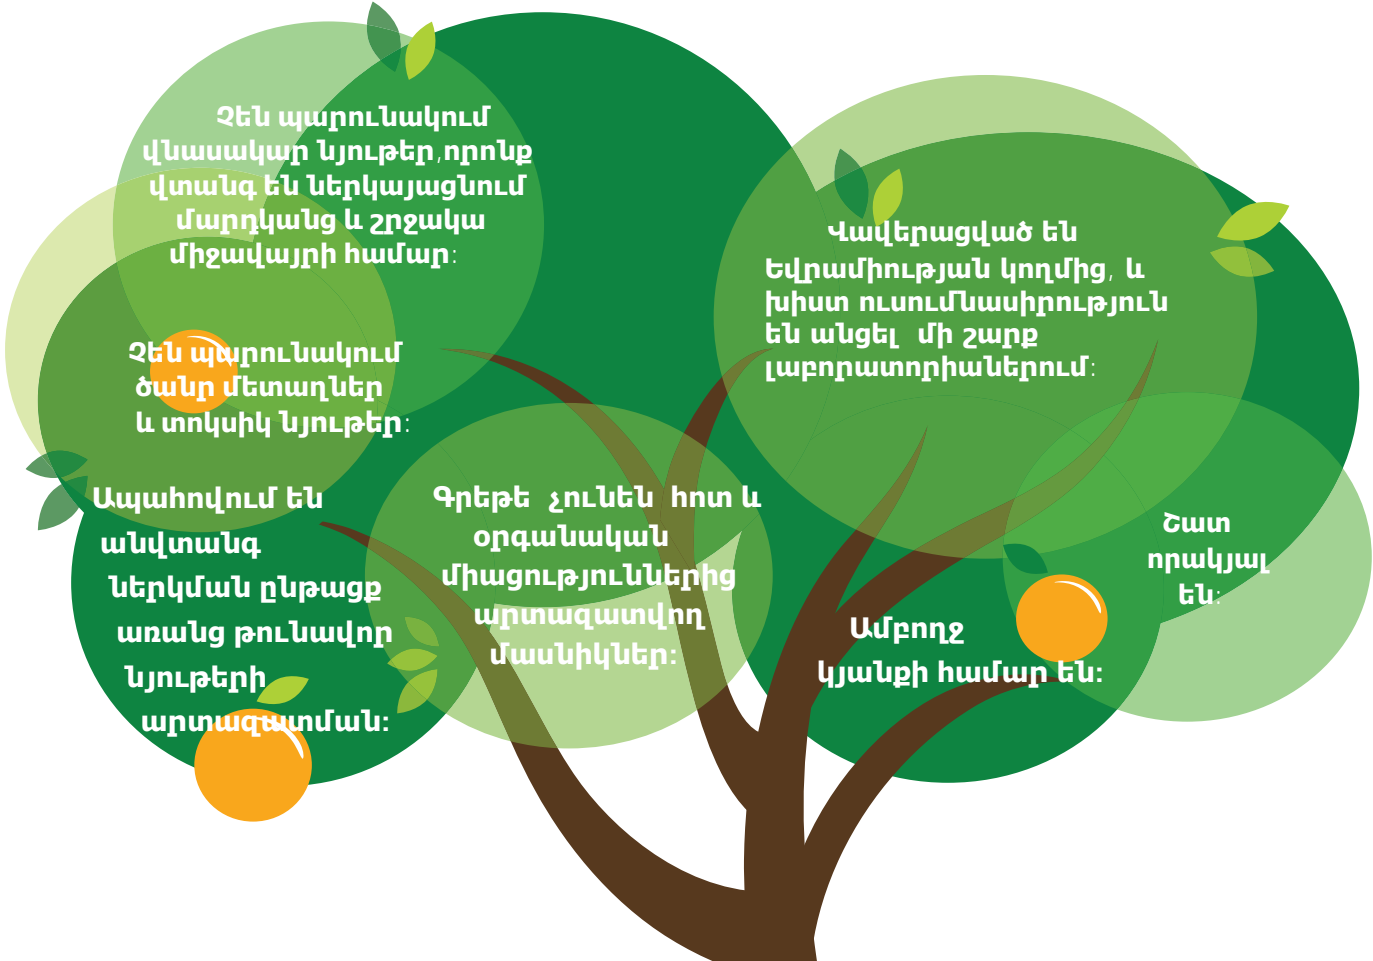 Չեն պարունակում
վնասակար նյութեր,որոնք
վտանգ են ներկայացնում
մարդկանց և շրջակա
միջավայրի համար:
Չեն պարունակում
ծանր մետաղներ
և տոկսիկ նյութեր:
Ապահովում են
անվտանգ
ներկման ընթացք
առանց թունավոր
նյութերի
արտազատման:
Գրեթե չունեն հոտ և
օրգանական
միացություններից
արտազատվող
մասնիկներ:
Վավերացված են
Եվրամիության կողմից, և
խիստ ուսումնասիրություն
են անցել մի շարք
լաբորատորիաներում:
Ամբողջ
կյանքի համար են:
Շատ
որակյալ
են: